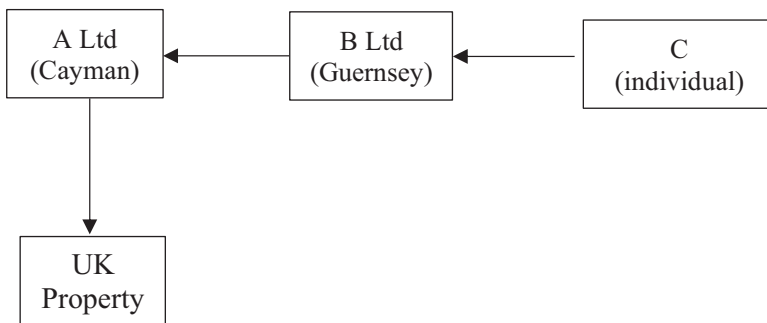 A Ltd
(Cayman)
B Ltd
(Guernsey)
C
(individual)
UK
Property